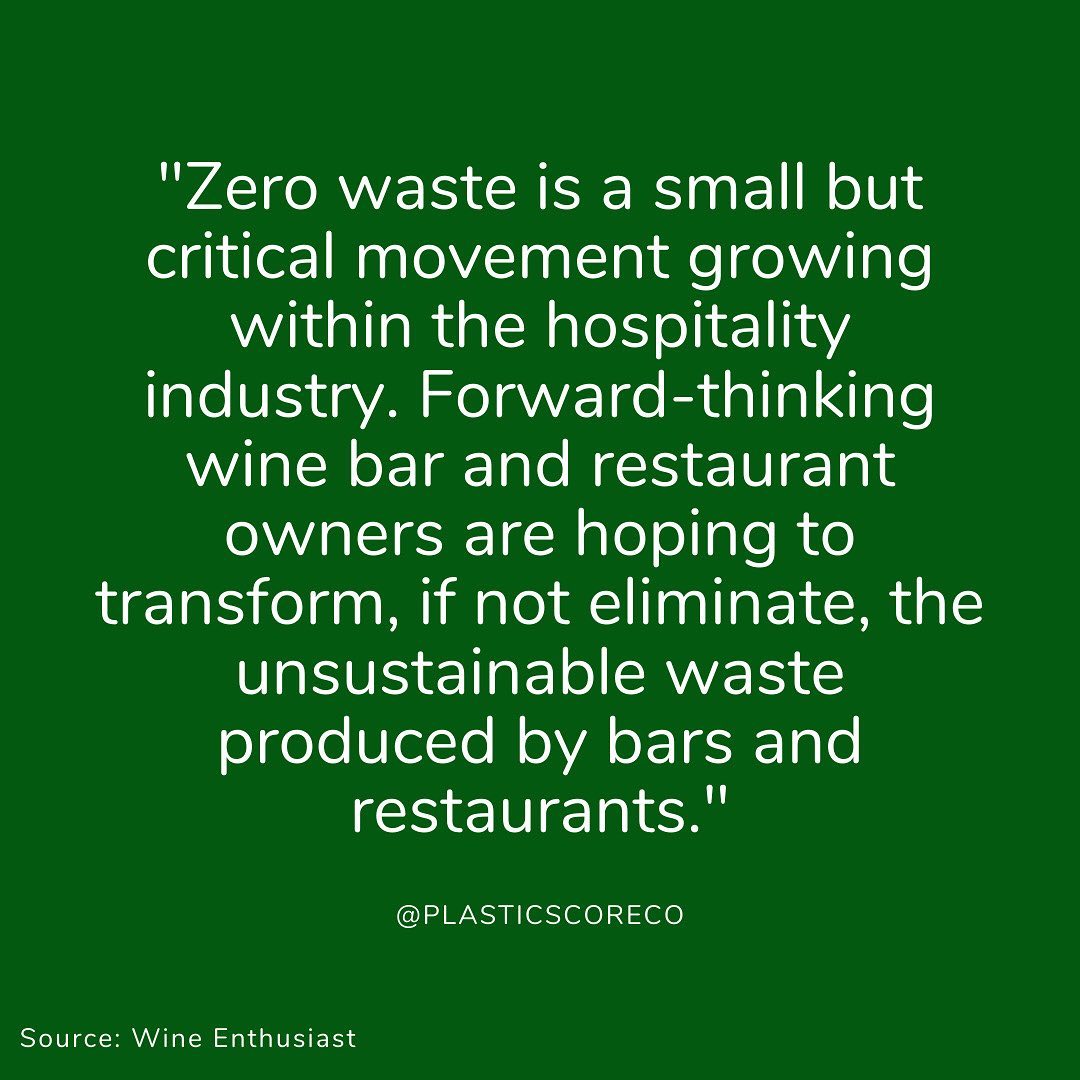 "Zero waste is a small but
critical movement growing
within the hospitality
industry. Forward-thinking
wine bar and restaurant
owners are hoping to
transform, if not eliminate, the
unsustainable waste
produced by bars and
restaurants."
@PLASTICSCORECO
Source: Wine Enthusiast